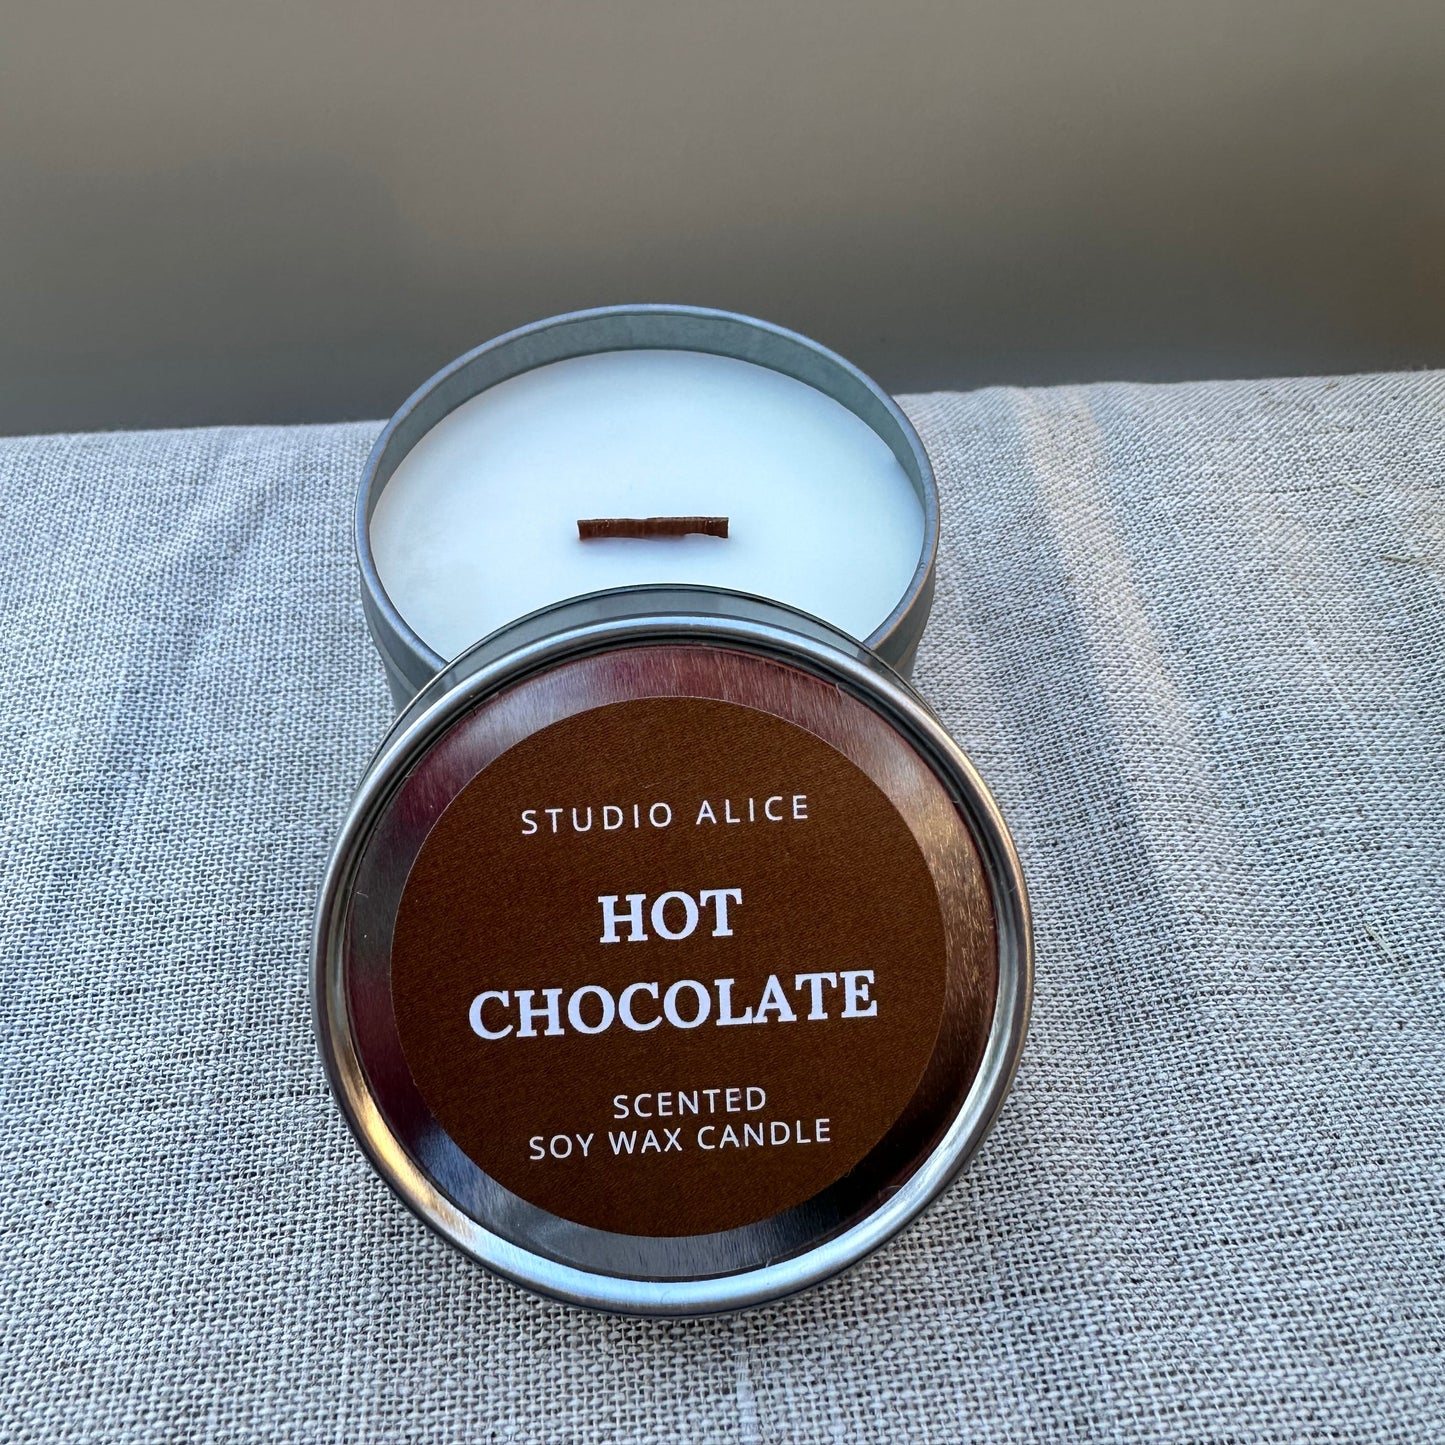 STUDIO ALICE
HOT
CHOCOLATE
SCENTED
SOY WAX CANDLE